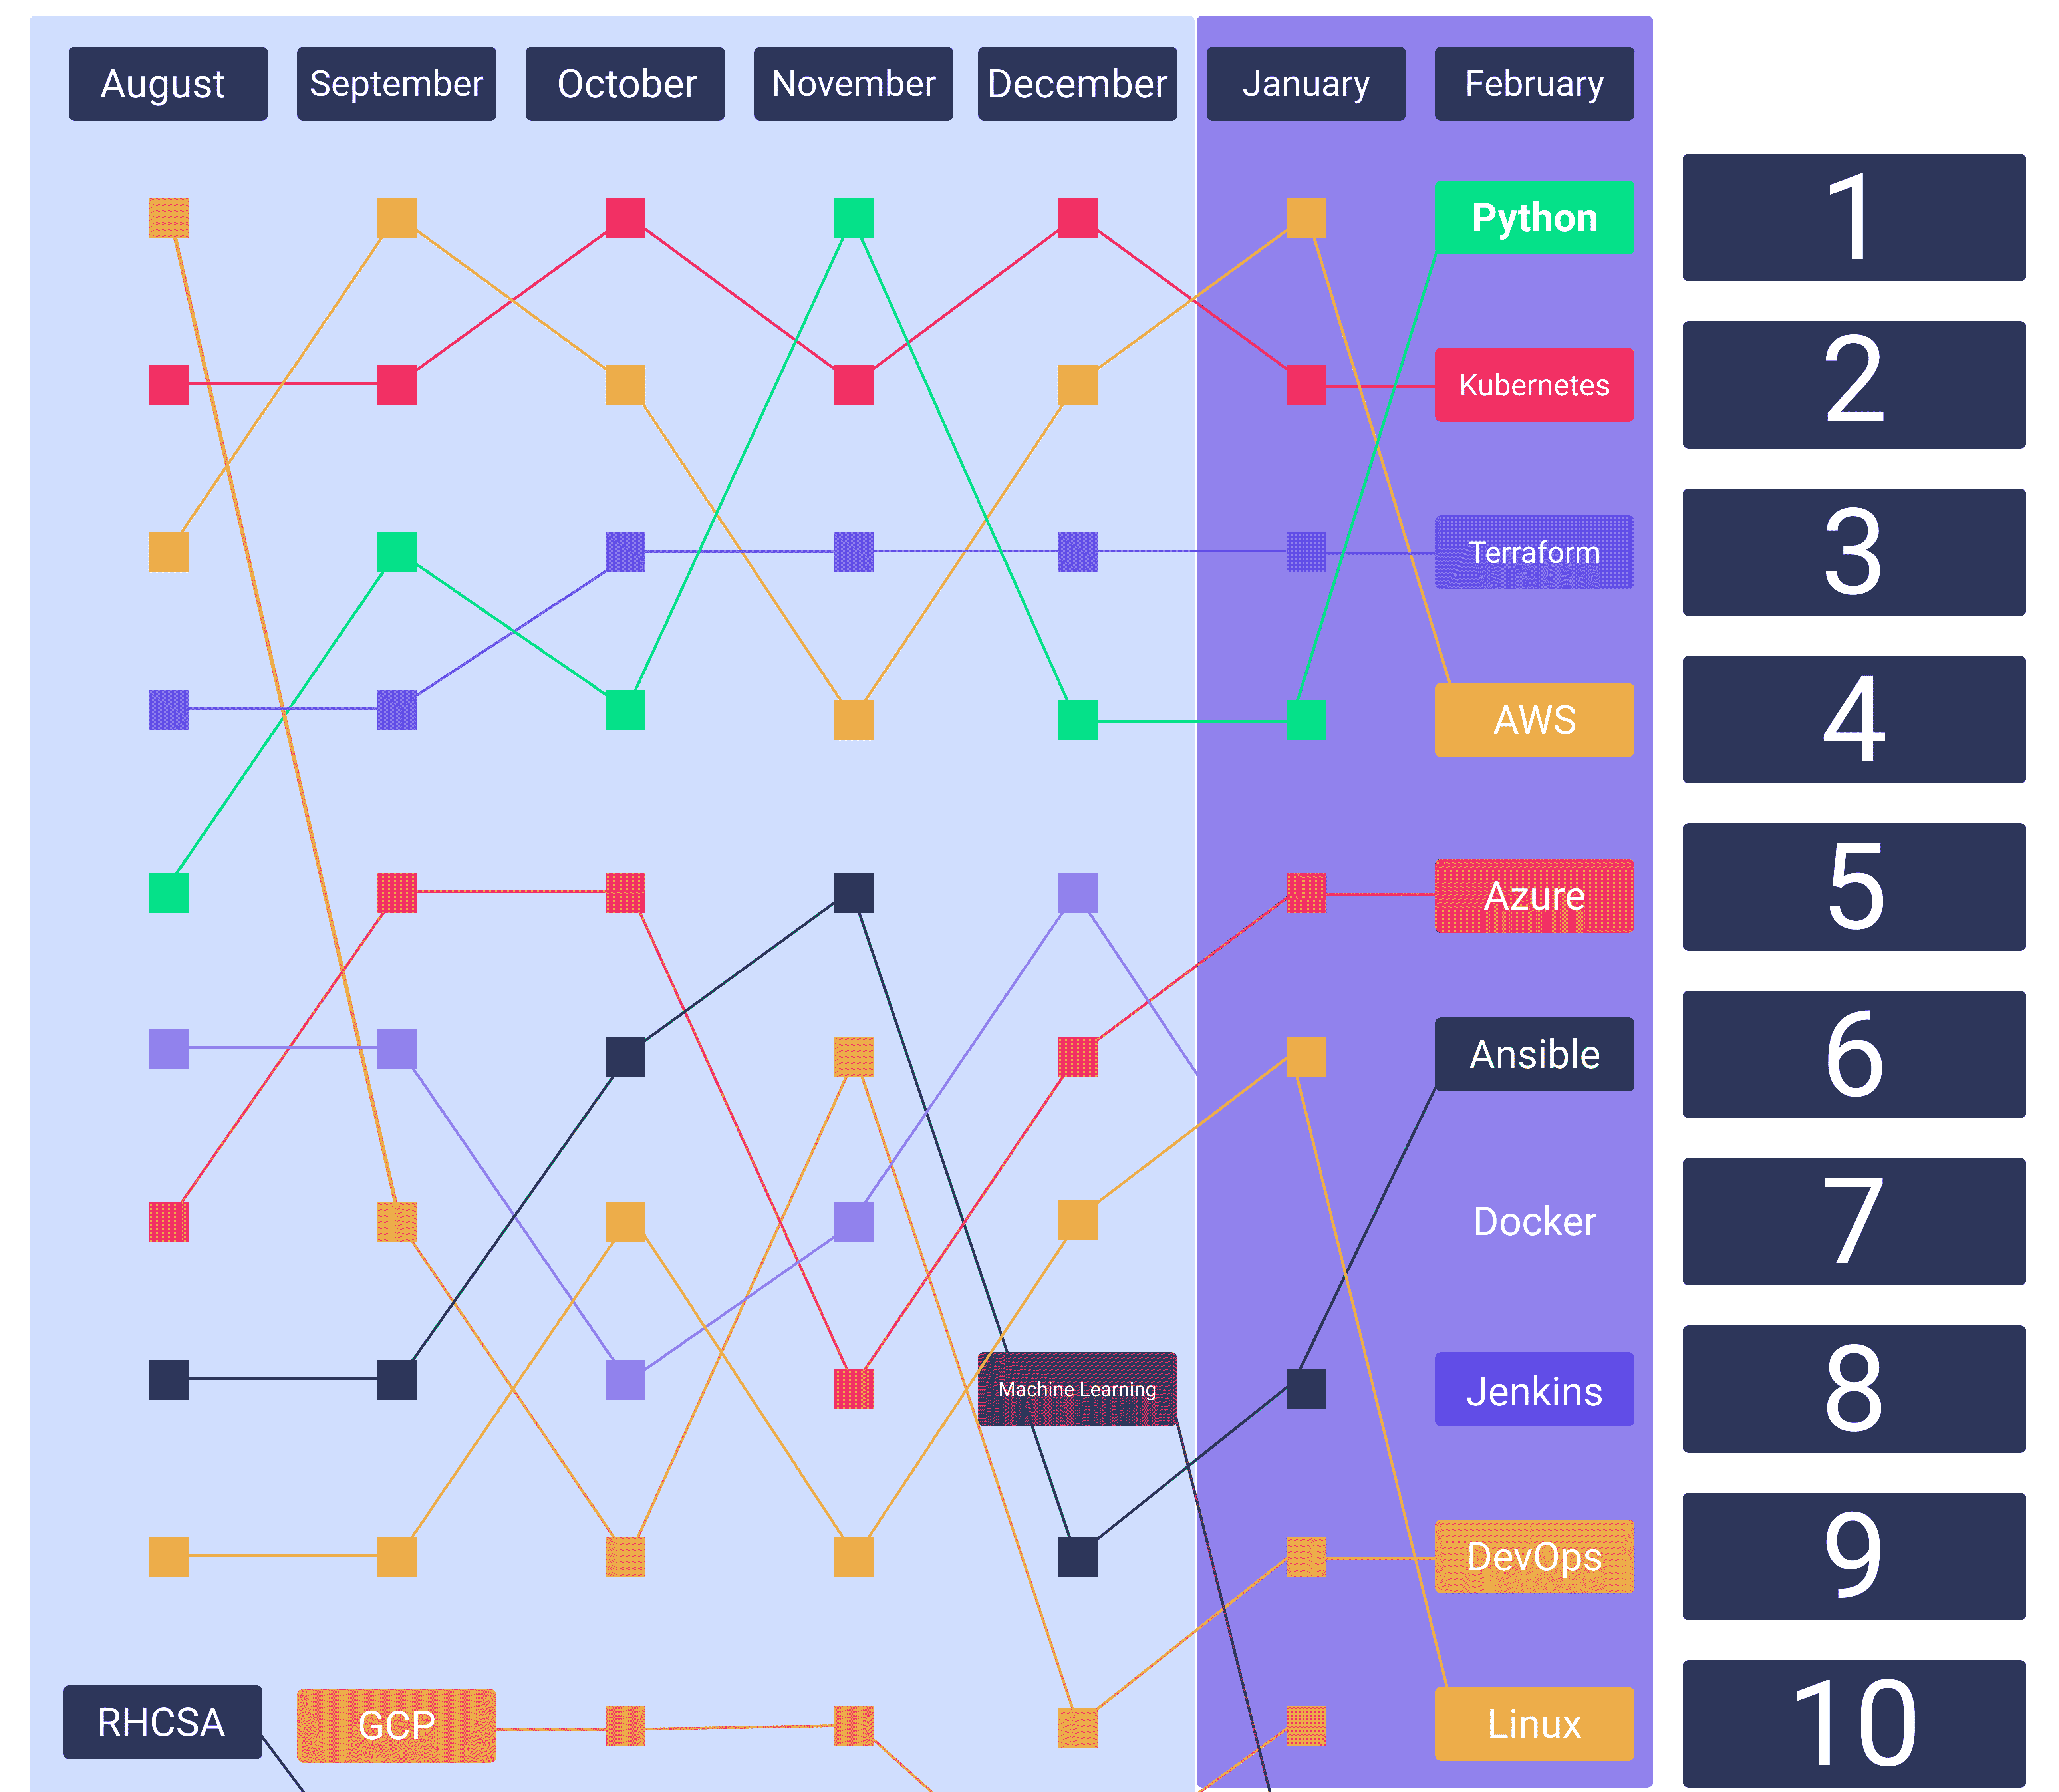 August
September
October
November
December
January
February
Python
1
Kubernetes
2
Terraform
3
AWS
4
Azure
5
Ansible
6
Docker
7
Machine Learning
Jenkins
8
DevOps
9
RHCSA
GCP
Linux
10